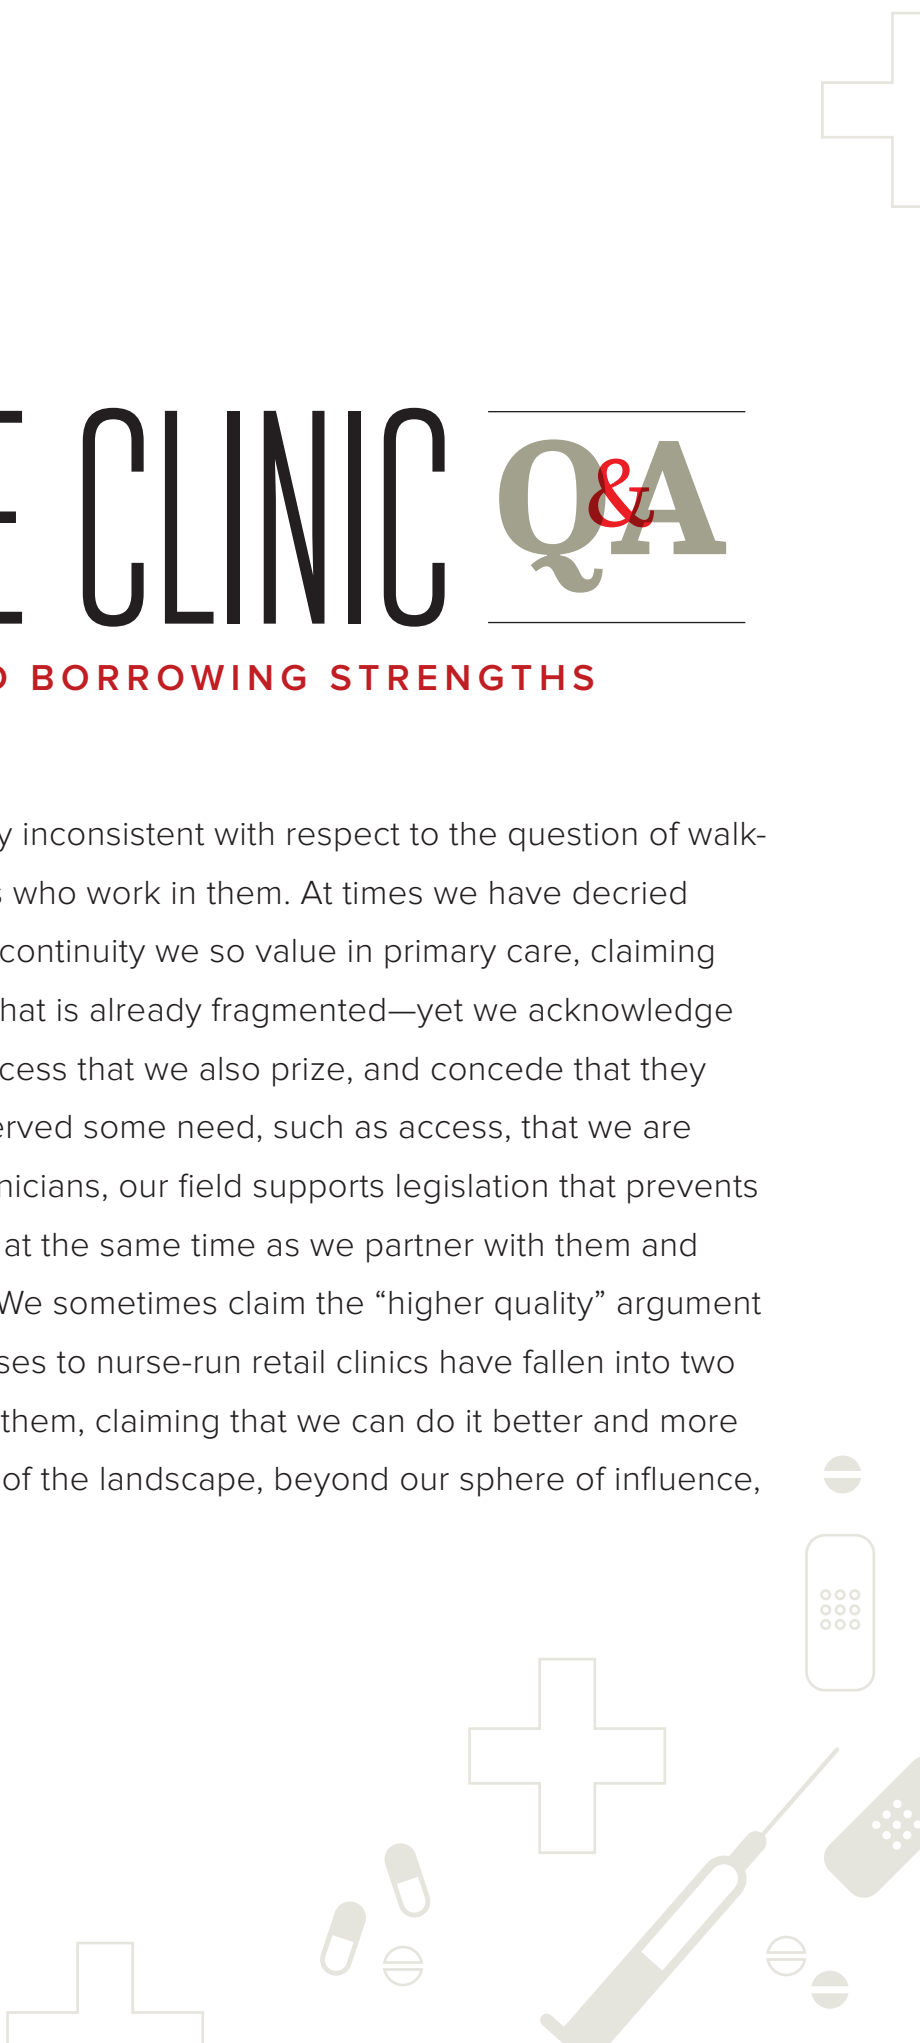 E CLINIC Q&A
BORROWING STRENGTHS
y inconsistent with respect to the question of walk-
s who work in them. At times we have decried
continuity we so value in primary care, claiming
hat is already fragmented—yet we acknowledge
cess that we also prize, and concede that they
erved some need, such as access, that we are
nicians, our field supports legislation that prevents
at the same time as we partner with them and
We sometimes claim the “higher quality” argument
ses to nurse-run retail clinics have fallen into two
them, claiming that we can do it better and more
of the landscape, beyond our sphere of influence,